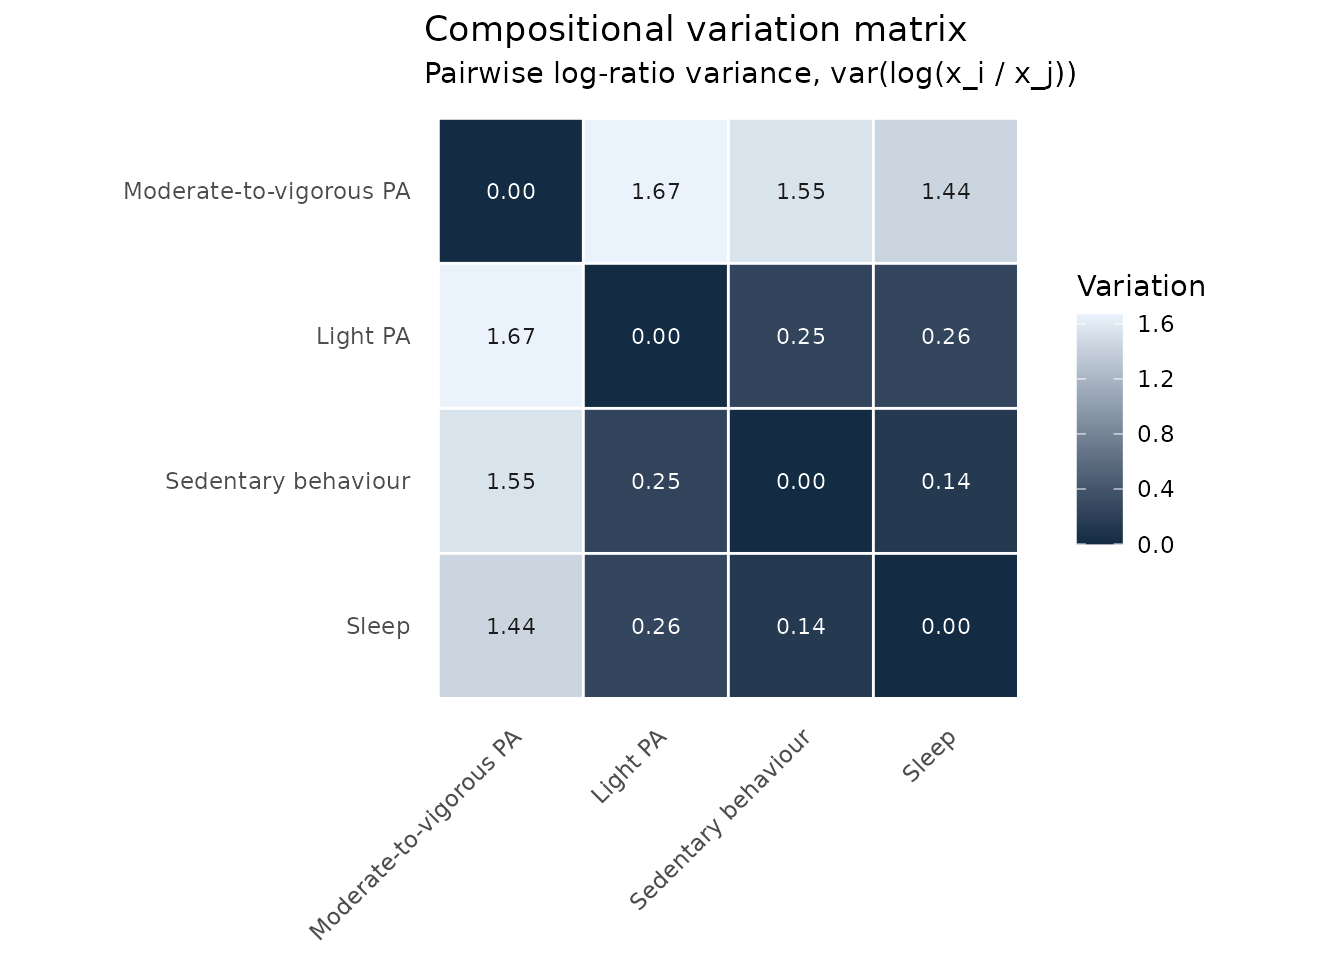 Compositional variation matrix
Pairwise log-ratio variance, var(log(x_i / x_j))
Moderate-to-vigorous PA
0.00 1.67 1.55 1.44
Light PA
1.67 0.00 0.25 0.26
Sedentary behaviour
1.55 0.25 0.00 0.14
Sleep
1.44 0.26 0.14 0.00
Moderate-to-vigorous PA
Light PA
Sedentary behaviour
Sleep
Variation
1.6
1.2
0.8
0.4
0.0